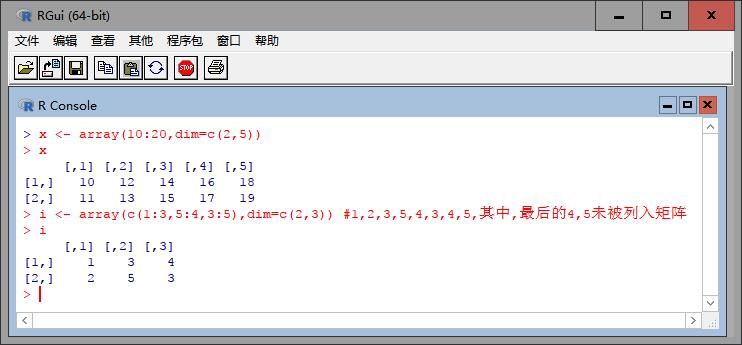 RGui (64-bit)
文件 编辑 查看 其他 程序包 窗口 帮助
STOP
R Console
> x <- array(10:20,dim=c(2,5))
> x
     [,1] [,2] [,3] [,4] [,5]
[1,]   10   12   14   16   18
[2,]   11   13   15   17   19
> i <- array(c(1:3,5:4,3:5),dim=c(2,3)) #1,2,3,5,4,3,4,5,其中,最后的4,5未被列入矩阵
> i
     [,1] [,2] [,3]
[1,]    1    3    4
[2,]    2    5    3
>